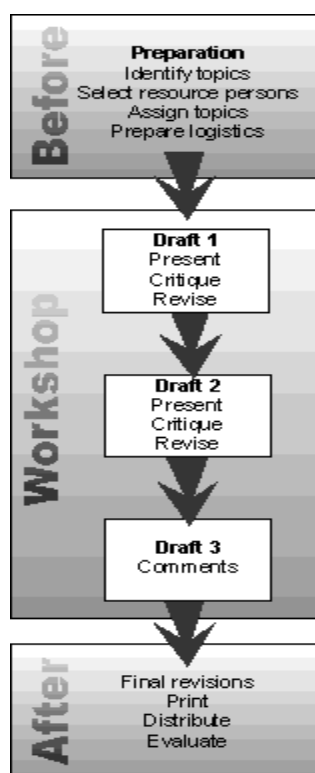 Before
Preparation
Identify topics
Select resource persons
Assign topics
Prepare logistics
Workshop
Draft 1
Present
Critique
Revise
Draft 2
Present
Critique
Revise
Draft 3
Comments
After
Final revisions
Print
Distribute
Evaluate